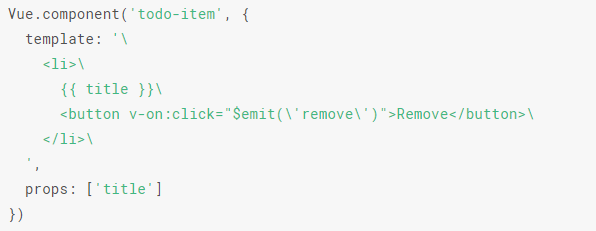 Vue.component('todo-item', {
  template: '\
    <li>\
      {{ title }}\
      <button v-on:click="$emit(\'remove\')">Remove</button>\
    </li>\
  ',
  props: ['title']
})